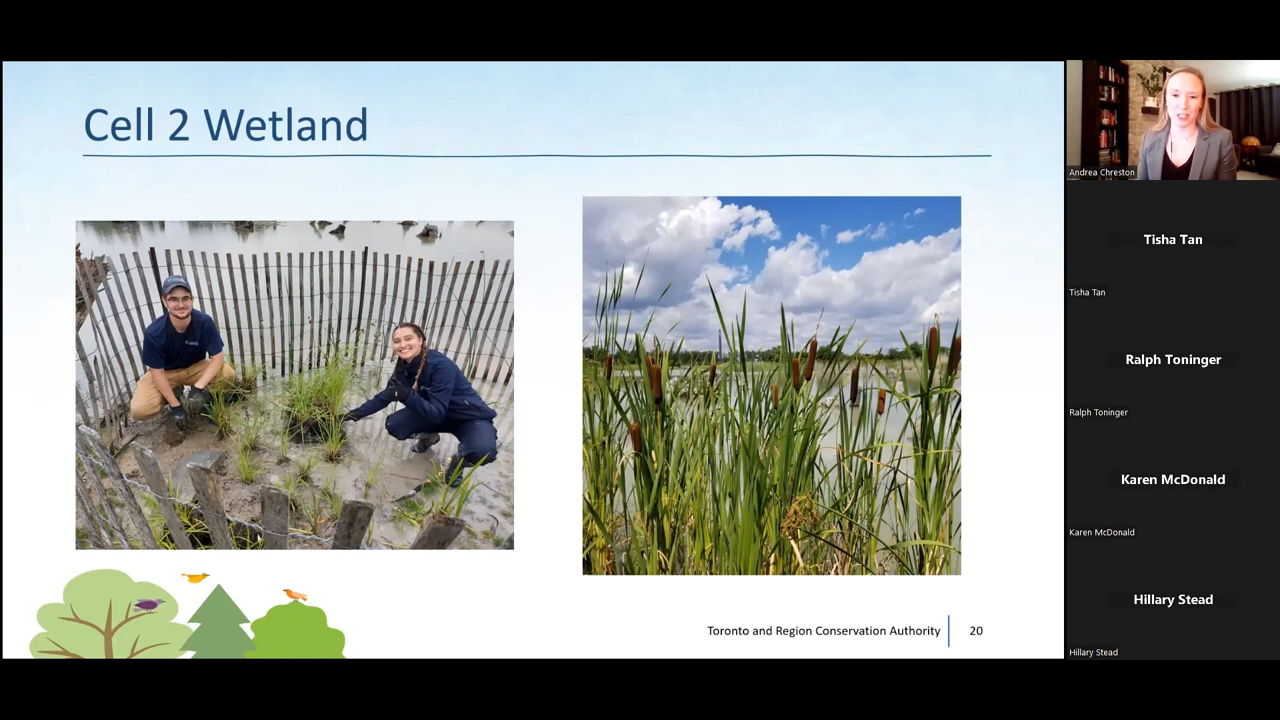 Cell 2 Wetland
Toronto and Region Conservation Authority
20
Andrea Chreston
Tisha Tan
Tisha Tan
Ralph Toninger
Ralph Toninger
Karen McDonald
Karen McDonald
Hillary Stead
Hillary Stead